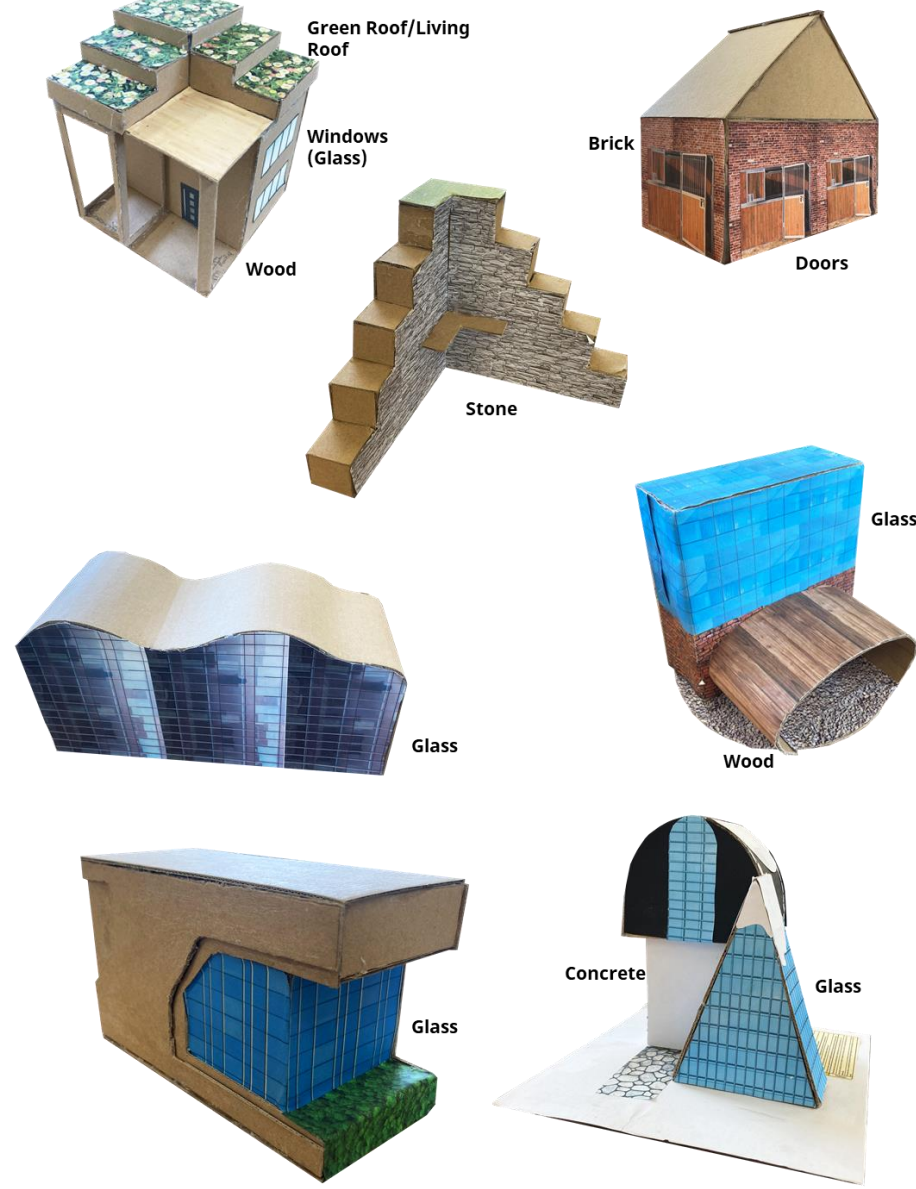 Green Roof/Living
Roof
Windows
(Glass)
Wood
Brick
Doors
Stone
Glass
Wood
Glass
Glass
Concrete
Glass